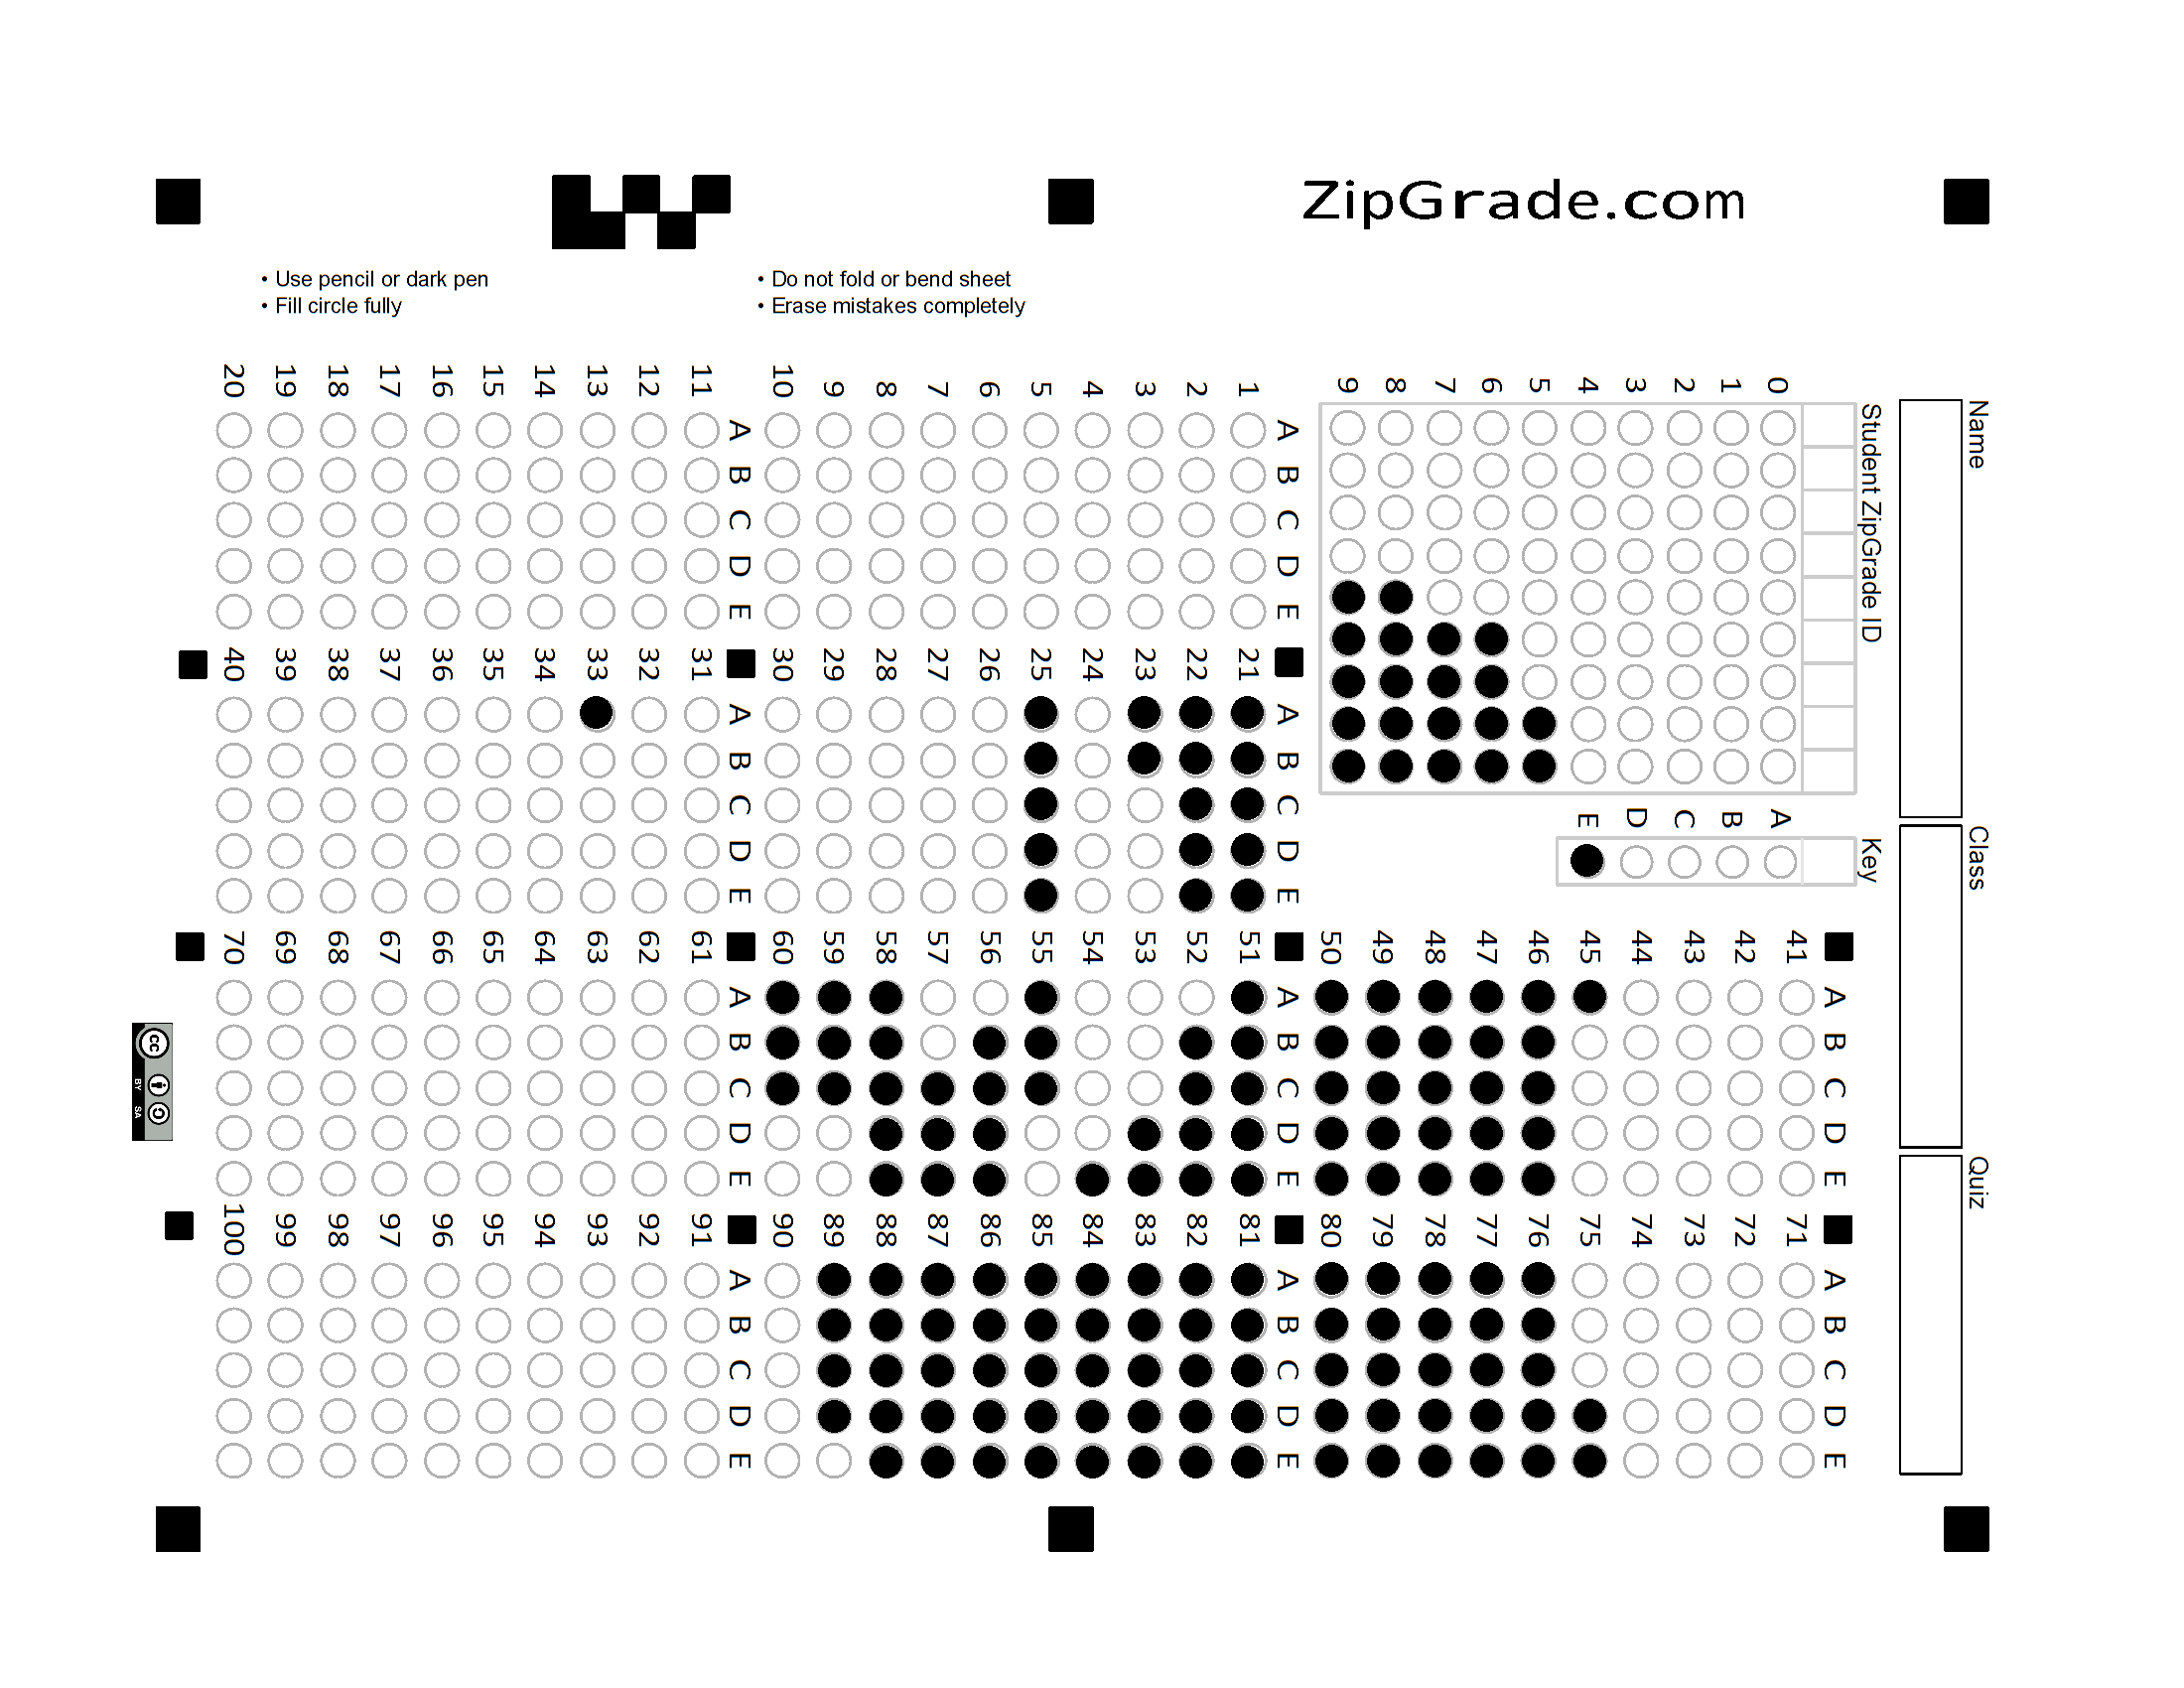 ZipGrade.com
• Use pencil or dark pen
• Fill circle fully
• Do not fold or bend sheet
• Erase mistakes completely
Name
Class
Quiz
Student ZipGrade ID
0 1 2 3 4 5 6 7 8 9
Key
A B C D E
A B C D E
1 2 3 4 5 6 7 8 9 10
A B C D E
11 12 13 14 15 16 17 18 19 20
A B C D E
21 22 23 24 25 26 27 28 29 30
A B C D E
31 32 33 34 35 36 37 38 39 40
A B C D E
41 42 43 44 45 46 47 48 49 50
A B C D E
51 52 53 54 55 56 57 58 59 60
A B C D E
61 62 63 64 65 66 67 68 69 70
A B C D E
71 72 73 74 75 76 77 78 79 80
A B C D E
81 82 83 84 85 86 87 88 89 90
A B C D E
91 92 93 94 95 96 97 98 99 100
A B C D E
cc
BY SA